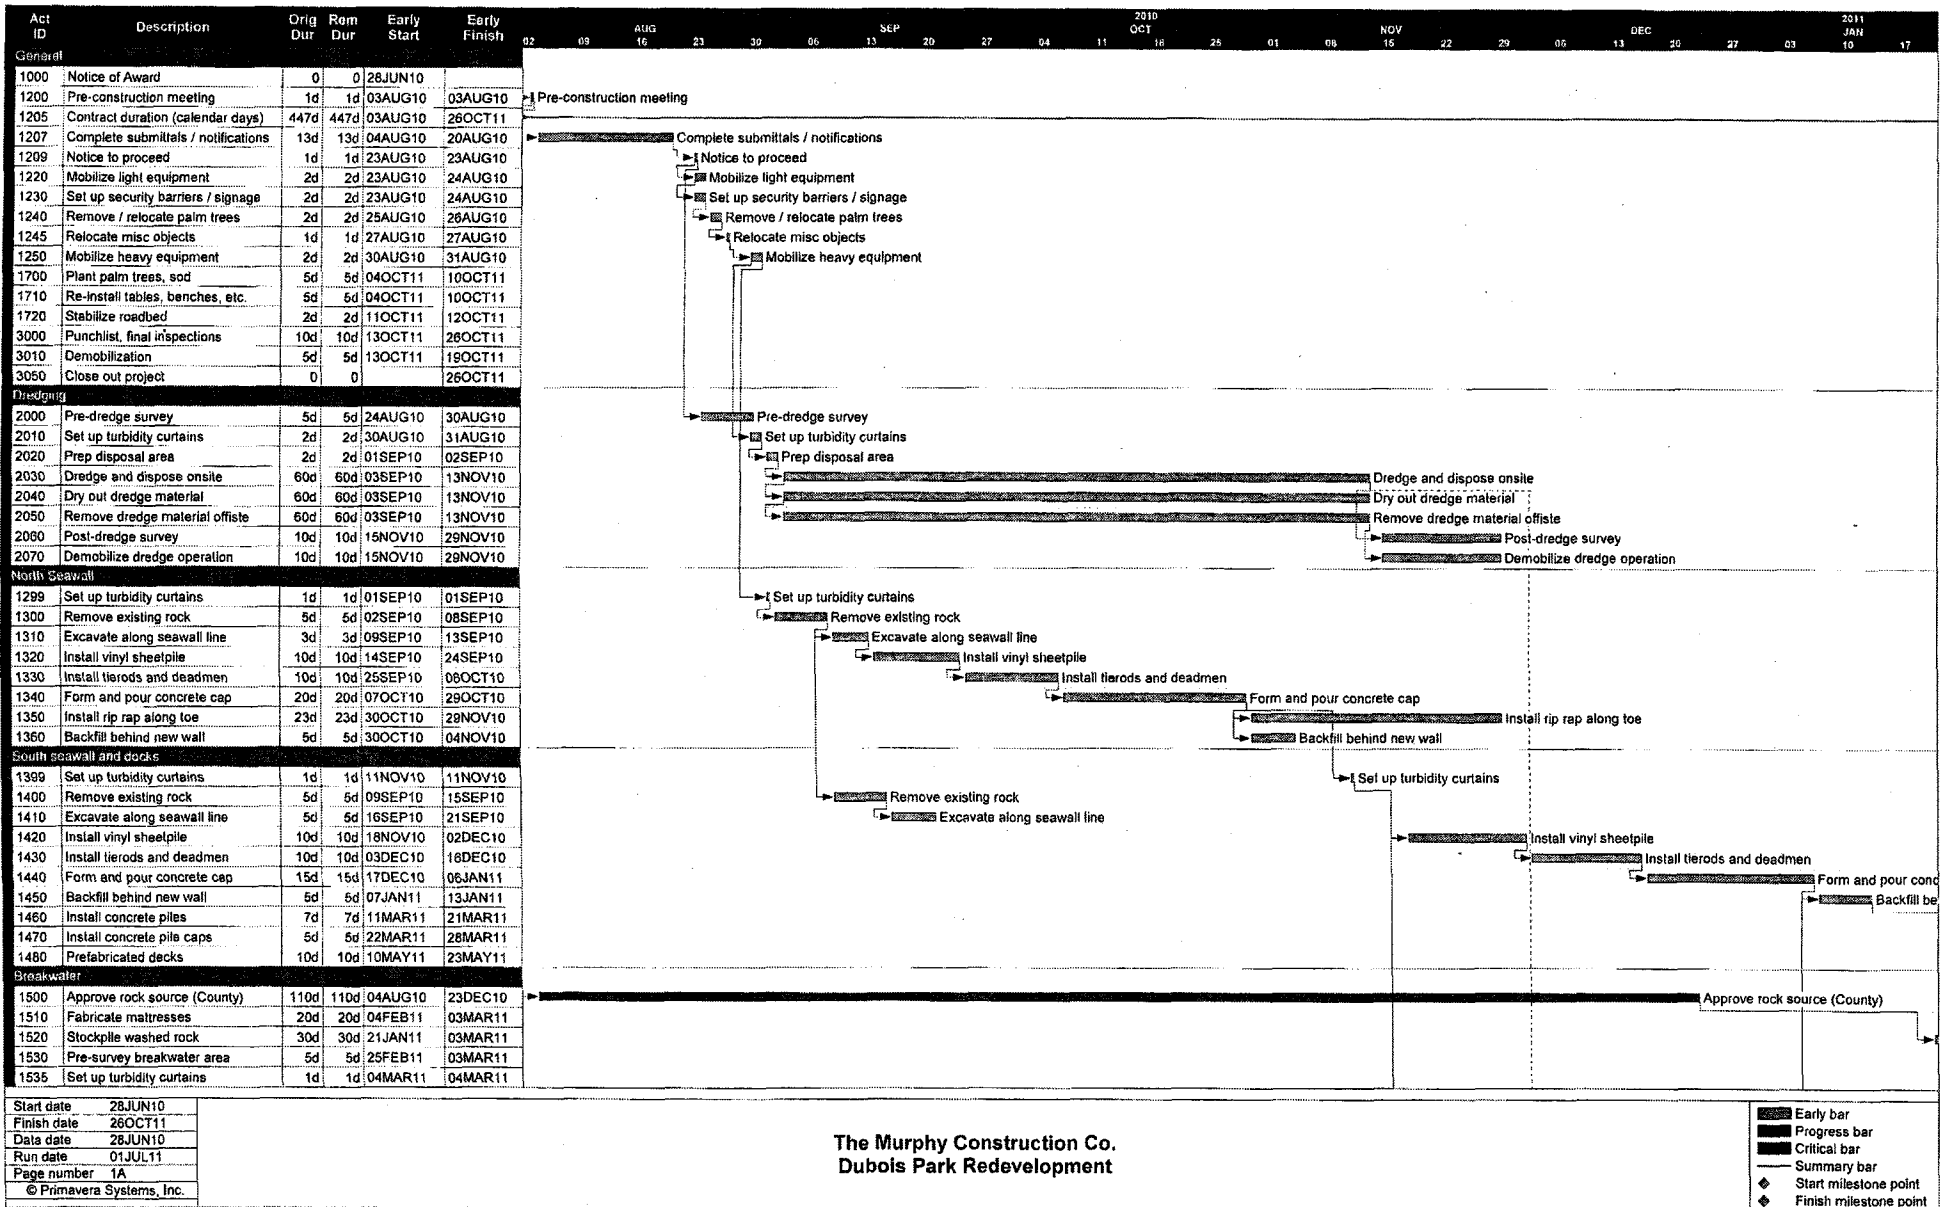 Act ID Description Orig Dur Rem Dur Early Start Early Finish
2010 2011
AUG SEP OCT NOV DEC JAN
02 09 16 23 30 06 13 20 27 04 11 18 25 01 08 15 22 29 06 13 20 27 03 10 17
General
1000 Notice of Award 0 0 28JUN10
1200 Pre-construction meeting 1d 1d 03AUG10 03AUG10 Pre-construction meeting
1205 Contract duration (calendar days) 447d 447d 03AUG10 26OCT11
1207 Complete submittals / notifications 13d 13d 04AUG10 20AUG10 Complete submittals / notifications
1209 Notice to proceed 1d 1d 23AUG10 23AUG10 Notice to proceed
1220 Mobilize light equipment 2d 2d 23AUG10 24AUG10 Mobilize light equipment
1230 Set up security barriers / signage 2d 2d 23AUG10 24AUG10 Set up security barriers / signage
1240 Remove / relocate palm trees 2d 2d 25AUG10 26AUG10 Remove / relocate palm trees
1245 Relocate misc objects 1d 1d 27AUG10 27AUG10 Relocate misc objects
1250 Mobilize heavy equipment 2d 2d 30AUG10 31AUG10 Mobilize heavy equipment
1700 Plant palm trees, sod 5d 5d 04OCT11 10OCT11
1710 Re-install tables, benches, etc. 5d 5d 04OCT11 10OCT11
1720 Stabilize roadbed 2d 2d 11OCT11 12OCT11
3000 Punchlist, final inspections 10d 10d 13OCT11 26OCT11
3010 Demobilization 5d 5d 13OCT11 19OCT11
3050 Close out project 0 0 26OCT11
Dredging
2000 Pre-dredge survey 5d 5d 24AUG10 30AUG10 Pre-dredge survey
2010 Set up turbidity curtains 2d 2d 30AUG10 31AUG10 Set up turbidity curtains
2020 Prep disposal area 2d 2d 01SEP10 02SEP10 Prep disposal area
2030 Dredge and dispose onsite 60d 60d 03SEP10 13NOV10 Dredge and dispose onsite
2040 Dry out dredge material 60d 60d 03SEP10 13NOV10 Dry out dredge material
2050 Remove dredge material offiste 60d 60d 03SEP10 13NOV10 Remove dredge material offiste
2060 Post-dredge survey 10d 10d 15NOV10 29NOV10 Post-dredge survey
2070 Demobilize dredge operation 10d 10d 15NOV10 29NOV10 Demobilize dredge operation
North Seawall
1299 Set up turbidity curtains 1d 1d 01SEP10 01SEP10 Set up turbidity curtains
1300 Remove existing rock 5d 5d 02SEP10 08SEP10 Remove existing rock
1310 Excavate along seawall line 3d 3d 09SEP10 13SEP10 Excavate along seawall line
1320 Install vinyl sheetpile 10d 10d 14SEP10 24SEP10 Install vinyl sheetpile
1330 Install tierods and deadmen 10d 10d 25SEP10 06OCT10 Install tierods and deadmen
1340 Form and pour concrete cap 20d 20d 07OCT10 29OCT10 Form and pour concrete cap
1350 Install rip rap along toe 23d 23d 30OCT10 29NOV10 Install rip rap along toe
1360 Backfill behind new wall 5d 5d 30OCT10 04NOV10 Backfill behind new wall
South seawall and docks
1399 Set up turbidity curtains 1d 1d 11NOV10 11NOV10 Set up turbidity curtains
1400 Remove existing rock 5d 5d 09SEP10 15SEP10 Remove existing rock
1410 Excavate along seawall line 5d 5d 16SEP10 21SEP10 Excavate along seawall line
1420 Install vinyl sheetpile 10d 10d 18NOV10 02DEC10 Install vinyl sheetpile
1430 Install tierods and deadmen 10d 10d 03DEC10 16DEC10 Install tierods and deadmen
1440 Form and pour concrete cap 15d 15d 17DEC10 06JAN11 Form and pour conc
1450 Backfill behind new wall 5d 5d 07JAN11 13JAN11 Backfill be
1460 Install concrete piles 7d 7d 11MAR11 21MAR11
1470 Install concrete pile caps 5d 5d 22MAR11 28MAR11
1480 Prefabricated decks 10d 10d 10MAY11 23MAY11
Breakwater
1500 Approve rock source (County) 110d 110d 04AUG10 23DEC10 Approve rock source (County)
1510 Fabricate mattresses 20d 20d 04FEB11 03MAR11
1520 Stockpile washed rock 30d 30d 21JAN11 03MAR11
1530 Pre-survey breakwater area 5d 5d 25FEB11 03MAR11
1535 Set up turbidity curtains 1d 1d 04MAR11 04MAR11
Start date 28JUN10
Finish date 26OCT11
Data date 28JUN10
Run date 01JUL11
Page number 1A
© Primavera Systems, Inc.
The Murphy Construction Co.
Dubois Park Redevelopment
Early bar
Progress bar
Critical bar
Summary bar
Start milestone point
Finish milestone point